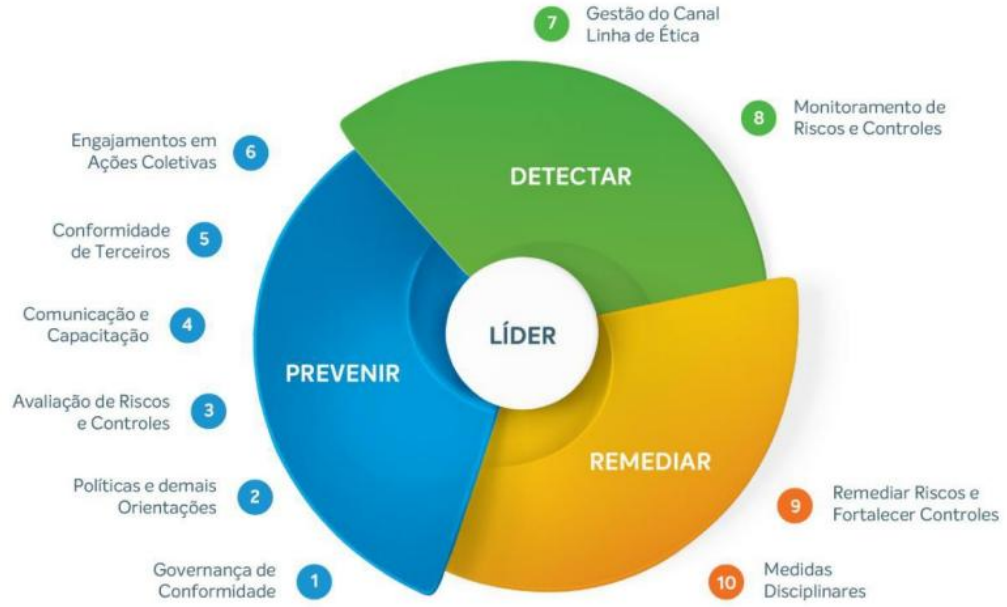 7
Gestão do Canal
Linha de Ética
8
Monitoramento de
Riscos e Controles
DETECTAR
Engajamentos em
Ações Coletivas
6
Conformidade
de Terceiros
5
Comunicação e
Capacitação
4
LÍDER
PREVENIR
Avaliação de Riscos
e Controles
3
REMEDIAR
Políticas e demais
Orientações
2
9
Remediar Riscos e
Fortalecer Controles
Governança de
Conformidade
1
10
Medidas
Disciplinares